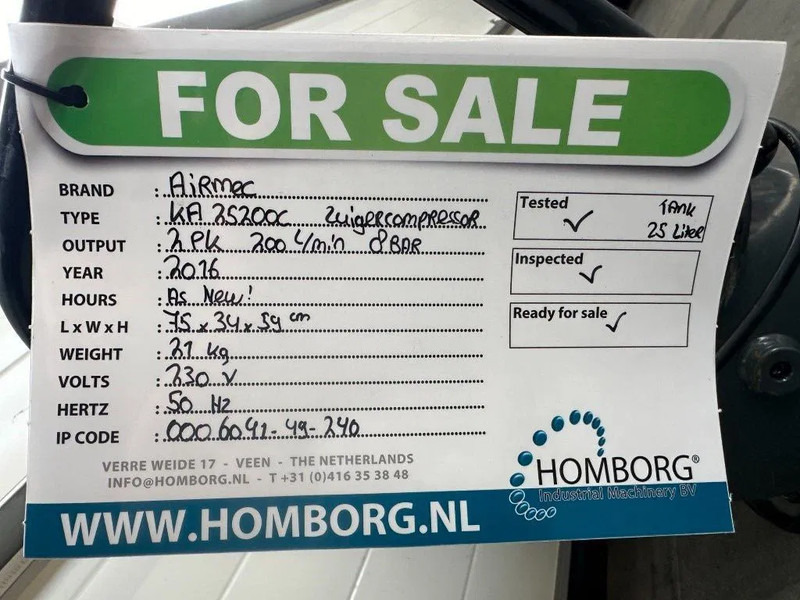 FOR SALE
BRAND : AiRmec
TYPE : KA 25200C Zuigercompressor
OUTPUT : 2 Pk 200 L/min 8 BAR
YEAR : 2016
HOURS : As New!
L x W x H : 75 x 34 x 59 cm
WEIGHT : 21 kg
VOLTS : 230 V
HERTZ : 50 Hz
IP CODE : 000 6041-49-240
Tested ✓ TANK
25 Liter
Inspected ✓
Ready for sale ✓
VERRE WEIDE 17 - VEEN - THE NETHERLANDS
INFO@HOMBORG.NL - T +31 (0)416 35 38 48
WWW.HOMBORG.NL
HOMBORG®
Industrial Machinery BV